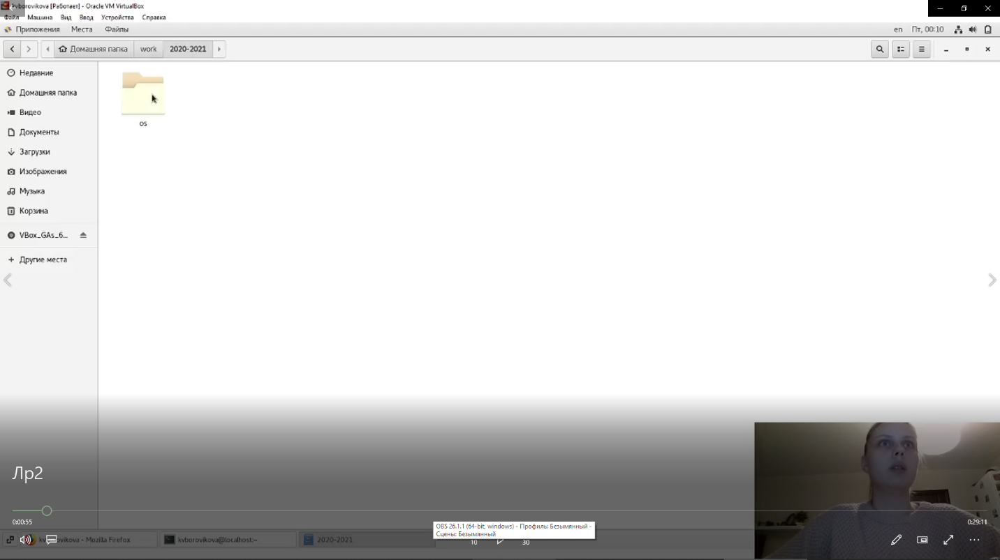 kvborovikova [Работает] - Oracle VM VirtualBox
Файл Машина Вид Ввод Устройства Справка
Приложения Места Файлы en Пт, 00:10
Домашняя папка work 2020-2021
Недавние
Домашняя папка
Видео
Документы
Загрузки
Изображения
Музыка
Корзина
VBox_GAs_6...
Другие места
os
Лр2
0:00:55 0:29:11
OBS 26.1.1 (64-bit, windows) - Профиль: Безымянный -
Сцены: Безымянный
kvborovikova - Mozilla Firefox kvborovikova@localhost:~ 2020-2021 10 30